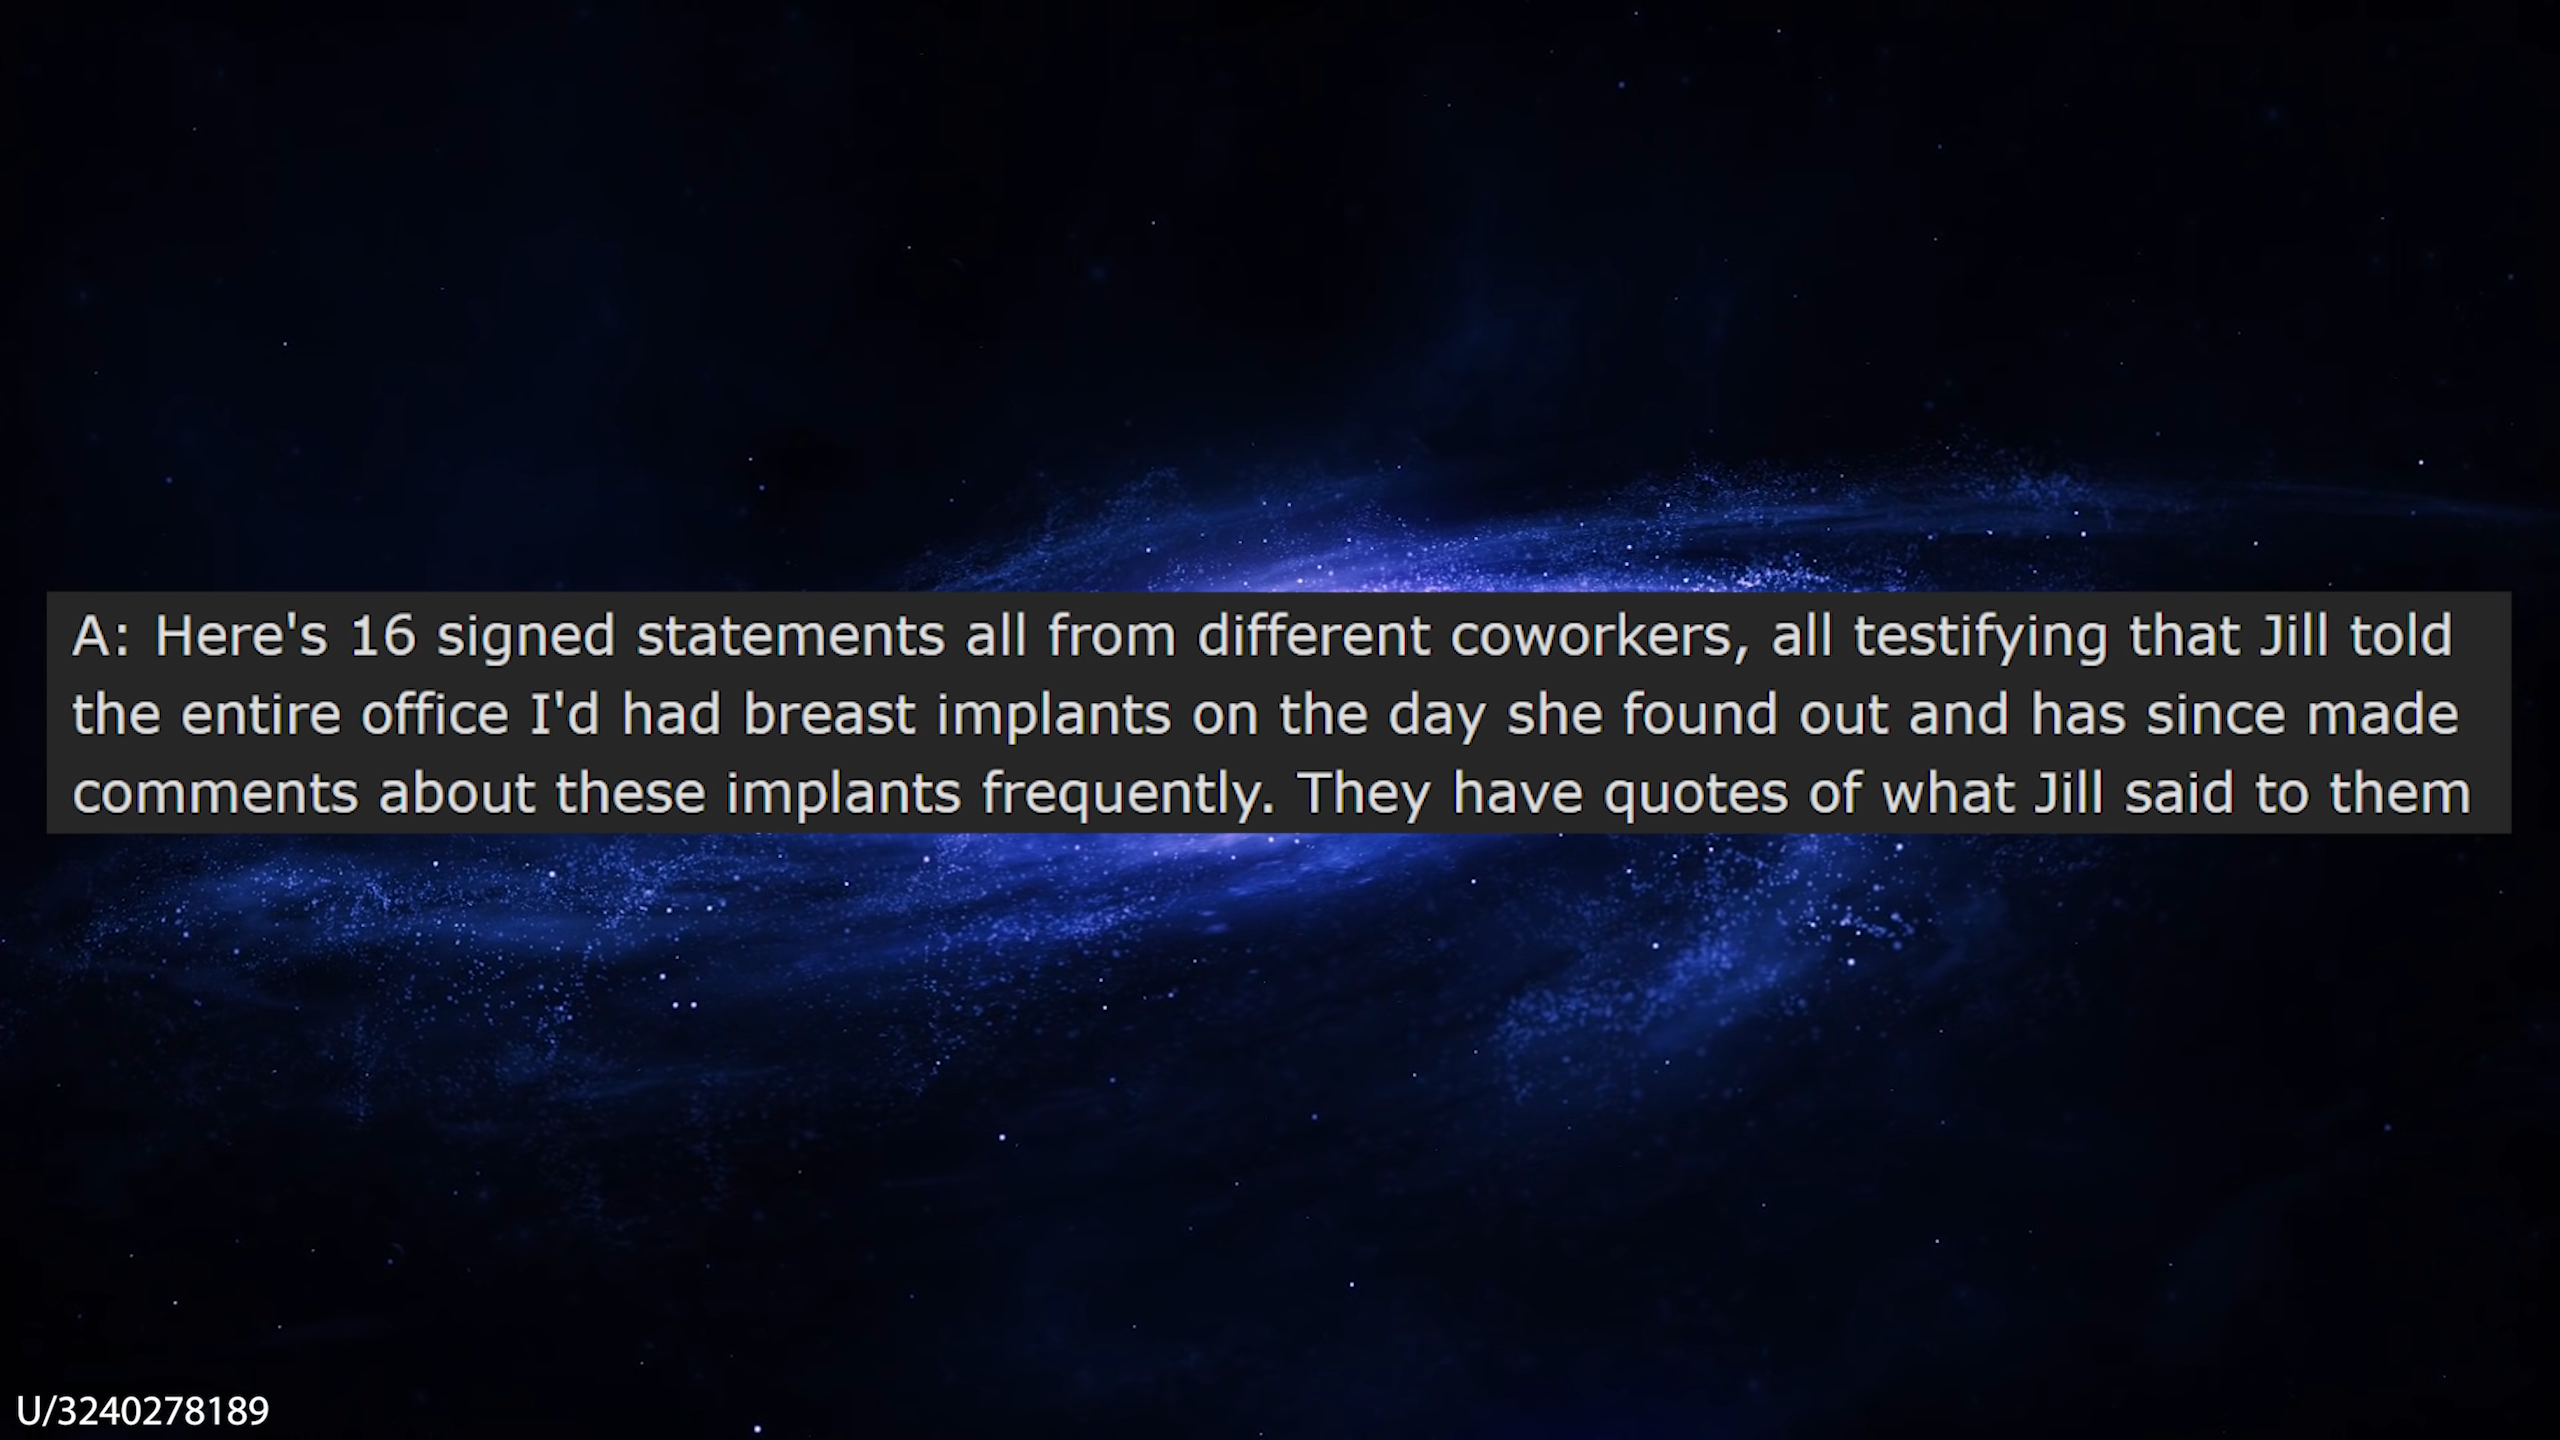 A: Here's 16 signed statements all from different coworkers, all testifying that Jill told
the entire office I'd had breast implants on the day she found out and has since made
comments about these implants frequently. They have quotes of what Jill said to them
U/3240278189